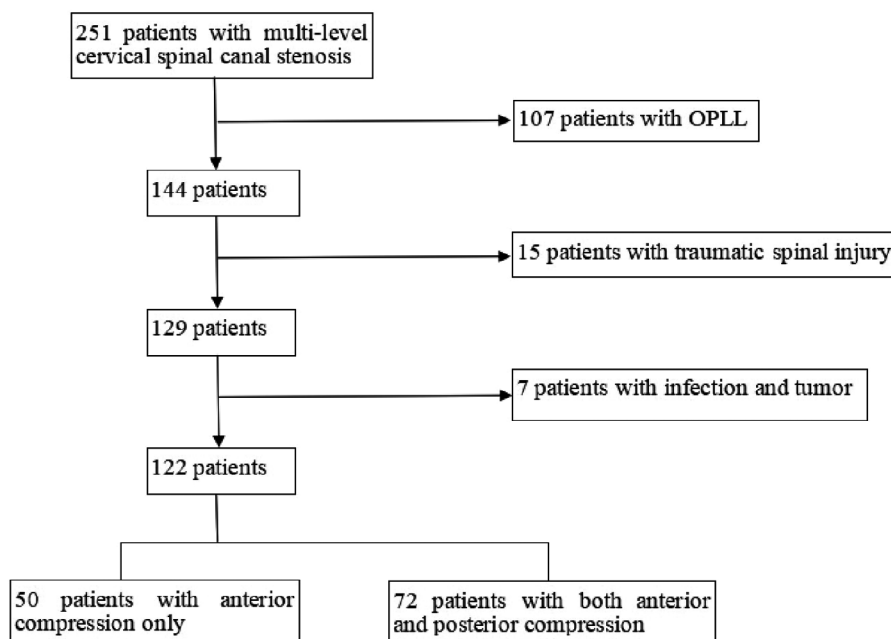 251 patients with multi-level
cervical spinal canal stenosis
107 patients with OPLL
144 patients
15 patients with traumatic spinal injury
129 patients
7 patients with infection and tumor
122 patients
50 patients with anterior
compression only
72 patients with both anterior
and posterior compression